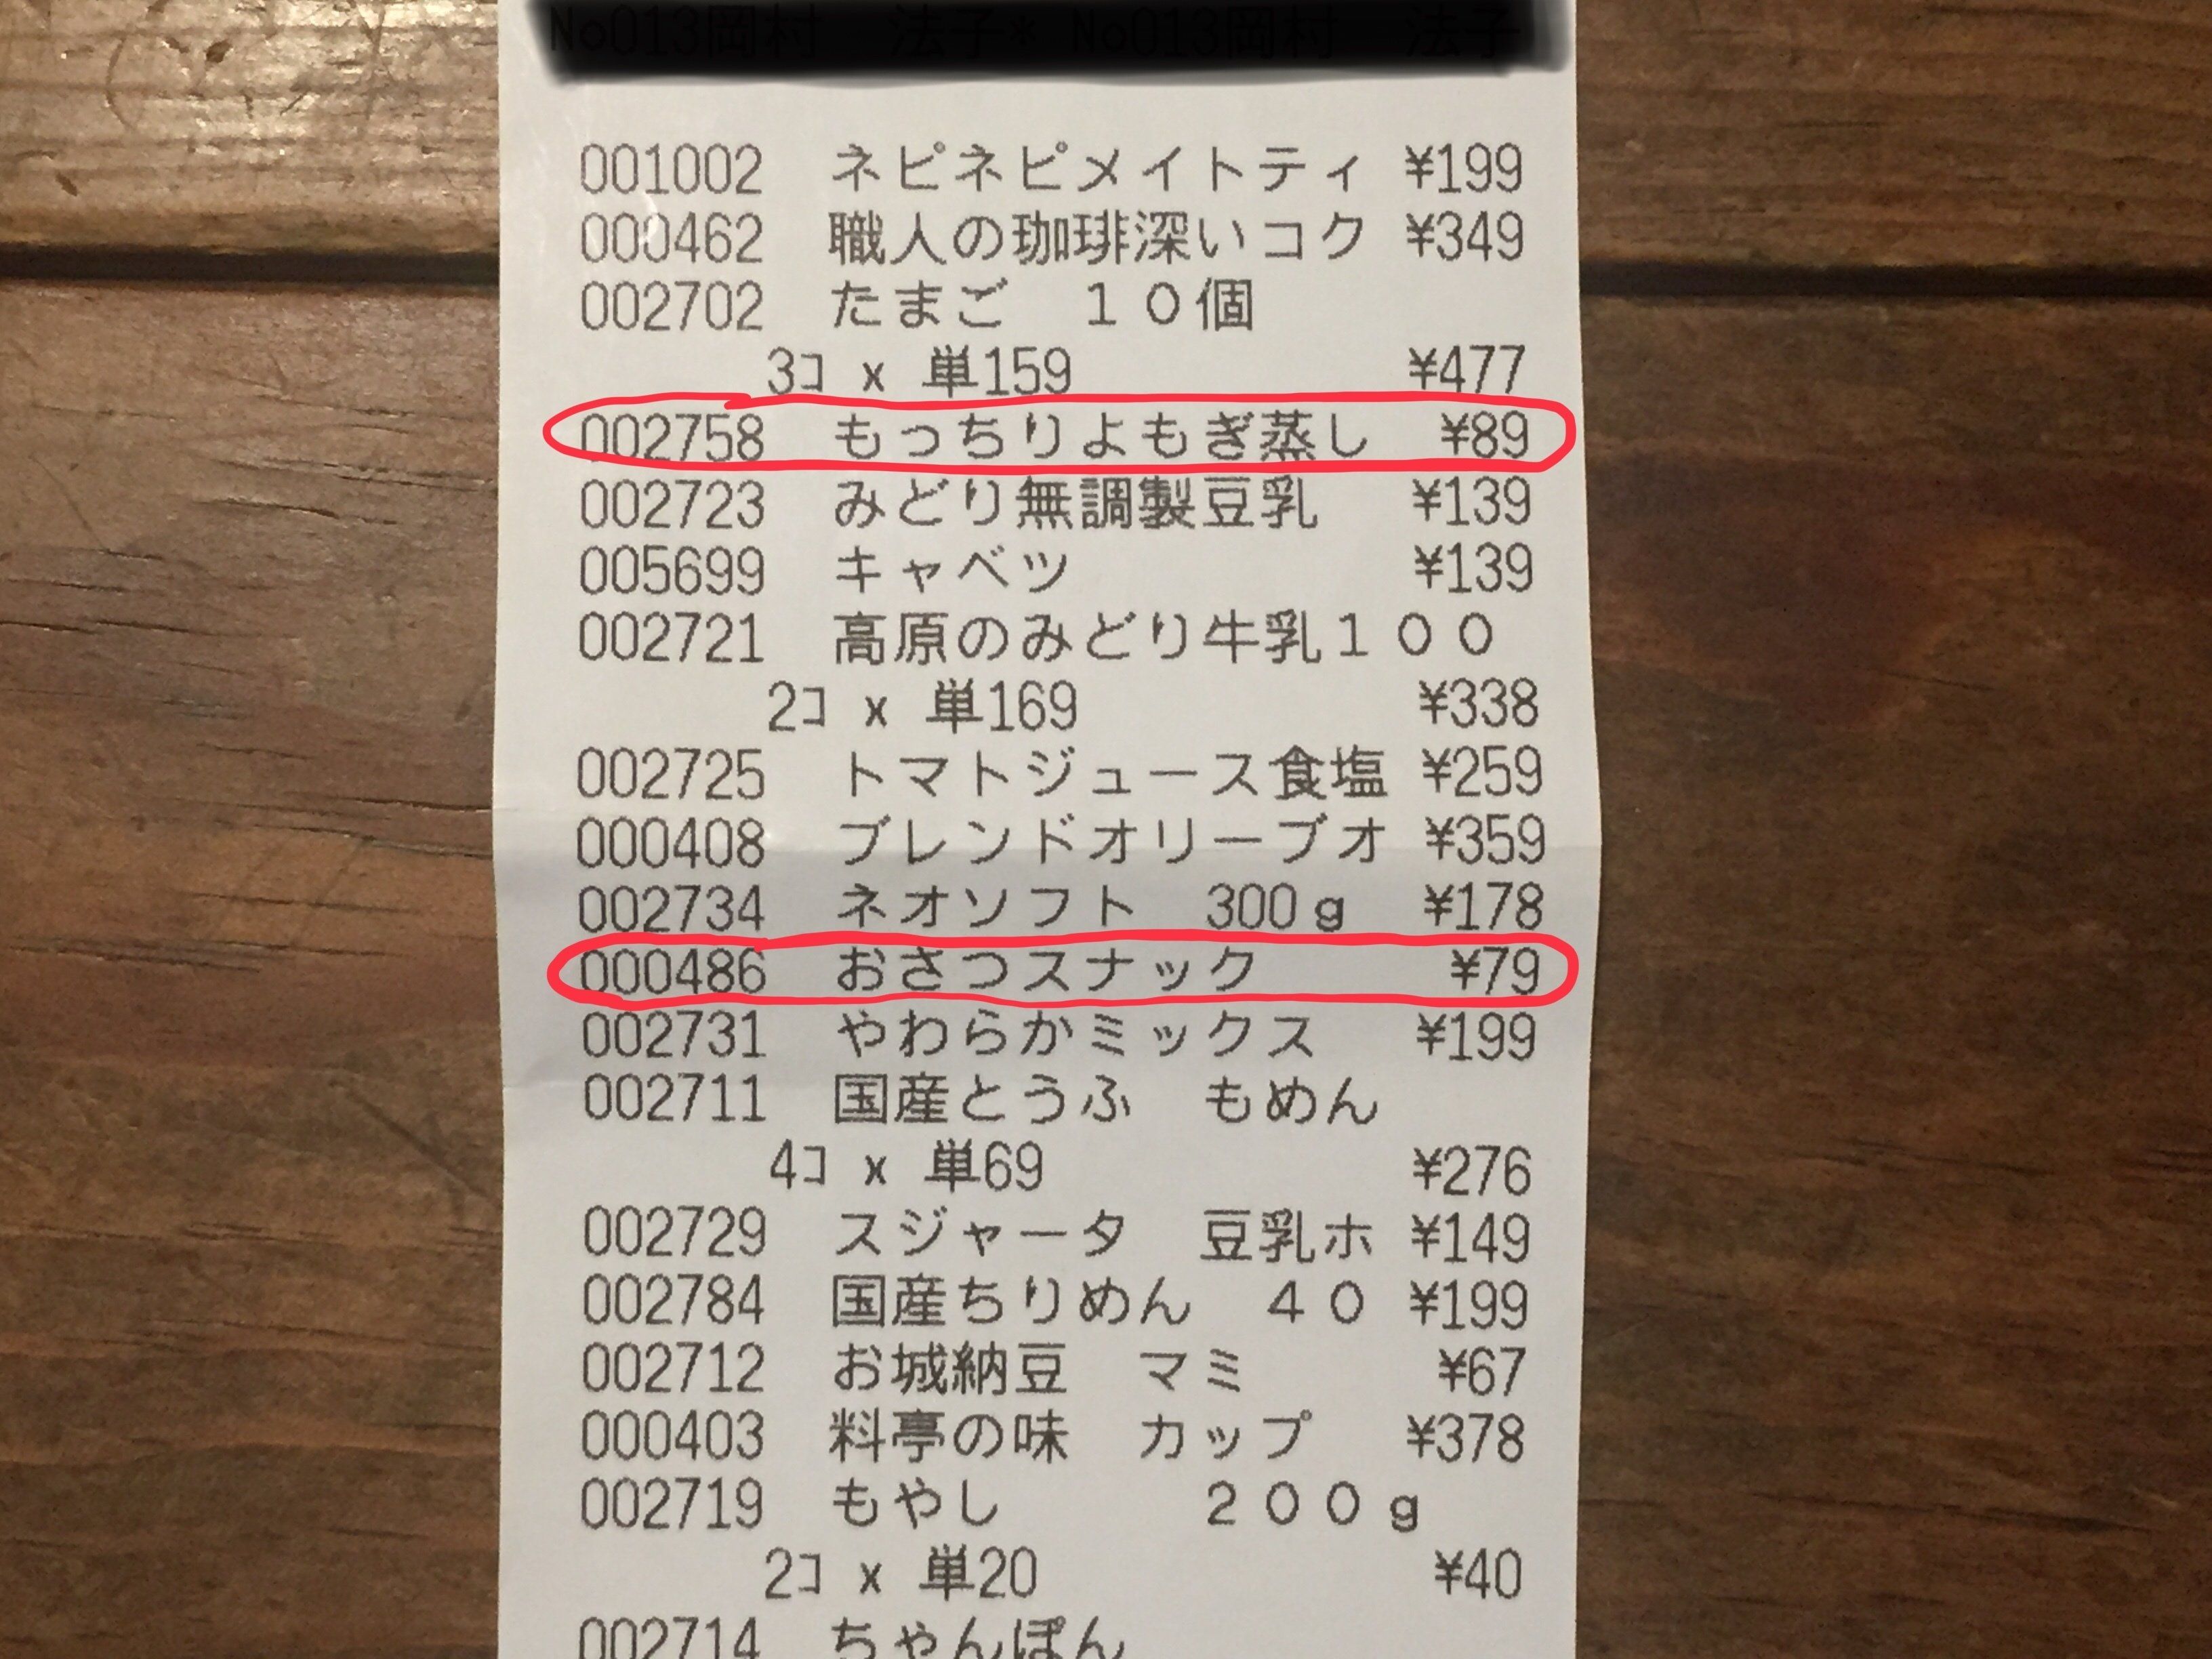 001002 ネピネピメイトティ ¥199
000462 職人の珈琲深いコク ¥349
002702 たまご 10個
3コ x 単159 ¥477
002758 もっちりよもぎ蒸し ¥89
002723 みどり無調製豆乳 ¥139
005699 キャベツ ¥139
002721 高原のみどり牛乳100
2コ x 単169 ¥338
002725 トマトジュース食塩 ¥259
000408 ブレンドオリーブオ ¥359
002734 ネオソフト 300g ¥178
000486 おさつスナック ¥79
002731 やわらかミックス ¥199
002711 国産とうふ もめん
4コ x 単69 ¥276
002729 スジャータ 豆乳ホ ¥149
002784 国産ちりめん 40 ¥199
002712 お城納豆 マミ ¥67
000403 料亭の味 カップ ¥378
002719 もやし 200g
2コ x 単20 ¥40
002714 ちゃんぽん